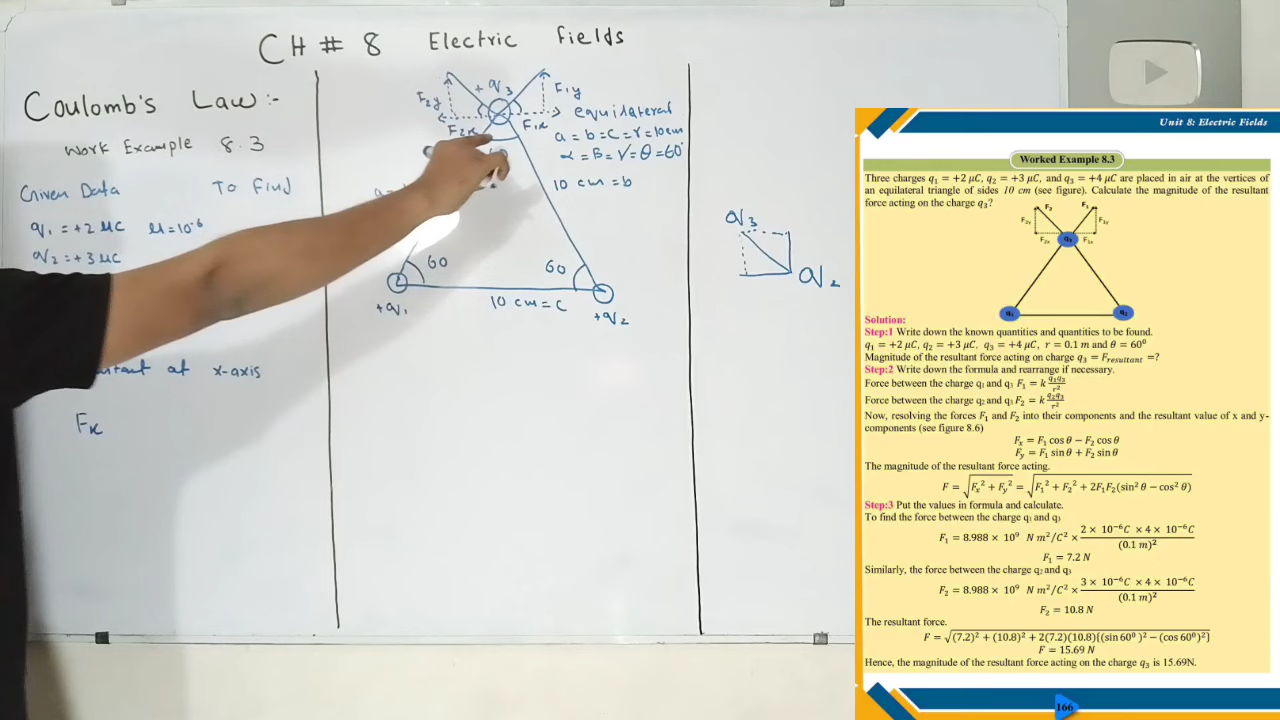 CH # 8 Electric Fields
Coulomb's Law:-
Work Example 8.3
Given Data To Find
q1 = +2 μC μ=10^-6
q2 = +3 μC
at x-axis
Fx
+q3
F2y
F1y
F2x
F1x
equilateral
a = b = c = r = 10cm
α = β = γ = θ = 60°
10 cm = b
60
60
10 cm = c
+q1
+q2
q3
q2
Unit 8: Electric Fields
Worked Example 8.3
Three charges q1 = +2 μC, q2 = +3 μC, and q3 = +4 μC are placed in air at the vertices of
an equilateral triangle of sides 10 cm (see figure). Calculate the magnitude of the resultant
force acting on the charge q3?
F2 F1
F2y F1y
q3
F2x F1x
q1 q2
Solution:
Step:1 Write down the known quantities and quantities to be found.
q1 = +2 μC, q2 = +3 μC, q3 = +4 μC, r = 0.1 m and θ = 60⁰
Magnitude of the resultant force acting on charge q3 = Fresultant =?
Step:2 Write down the formula and rearrange if necessary.
Force between the charge q1 and q3 F1 = k q1q3/r²
Force between the charge q2 and q3 F2 = k q2q3/r²
Now, resolving the forces F1 and F2 into their components and the resultant value of x and y-
components (see figure 8.6)
Fx = F1 cos θ − F2 cos θ
Fy = F1 sin θ + F2 sin θ
The magnitude of the resultant force acting.
F = √(Fx² + Fy²) = √(F1² + F2² + 2F1F2(sin² θ − cos² θ))
Step:3 Put the values in formula and calculate.
To find the force between the charge q1 and q3
F1 = 8.988 × 10⁹ N m²/C² × 2 × 10⁻⁶C × 4 × 10⁻⁶C/(0.1 m)²
F1 = 7.2 N
Similarly, the force between the charge q2 and q3
F2 = 8.988 × 10⁹ N m²/C² × 3 × 10⁻⁶C × 4 × 10⁻⁶C/(0.1 m)²
F2 = 10.8 N
The resultant force.
F = √(7.2)² + (10.8)² + 2(7.2)(10.8){(sin 60⁰)² − (cos 60⁰)²}
F = 15.69 N
Hence, the magnitude of the resultant force acting on the charge q3 is 15.69N.
166